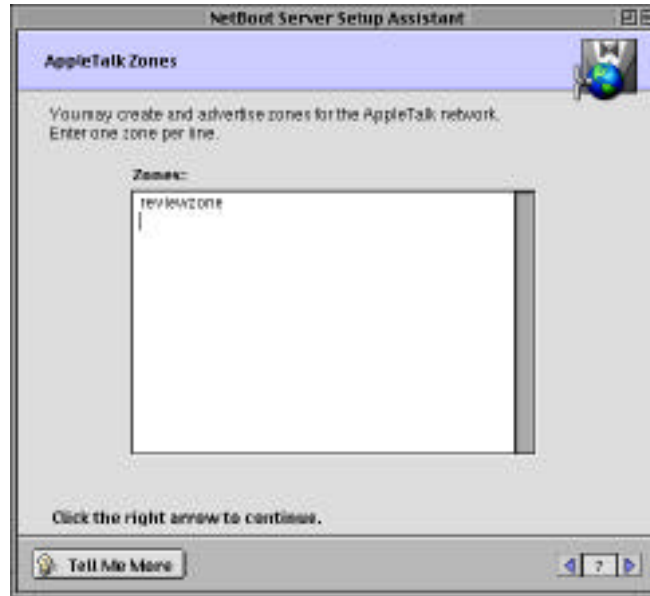 NetBoot Server Setup Assistant
AppleTalk Zones
You may create and advertise zones for the AppleTalk network.
Enter one zone per line.
Zones:
reviewzone
Click the right arrow to continue.
Tell Me More
7